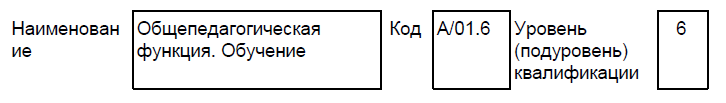 Наименован
ие
Общепедагогическая
функция. Обучение
Код
А/01.6
Уровень
(подуровень)
квалификации
6